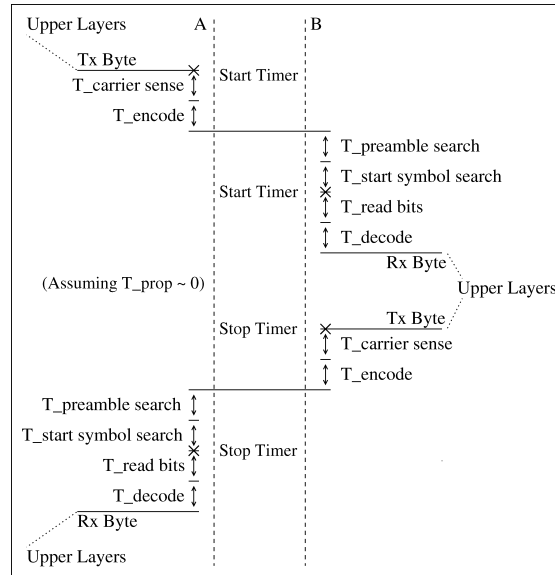 Upper Layers
A
B
Tx Byte
Start Timer
T_carrier sense
T_encode
T_preamble search
T_start symbol search
Start Timer
T_read bits
T_decode
Rx Byte
(Assuming T_prop ~ 0)
Upper Layers
Tx Byte
Stop Timer
T_carrier sense
T_encode
T_preamble search
T_start symbol search
Stop Timer
T_read bits
T_decode
Rx Byte
Upper Layers